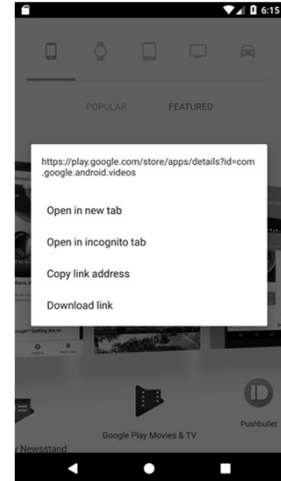 6:15
POPULAR
FEATURED
https://play.google.com/store/apps/details?id=com
.google.android.videos
Open in new tab
Open in incognito tab
Copy link address
Download link
Google Play Movies & TV
Pushbullet
Newsstand